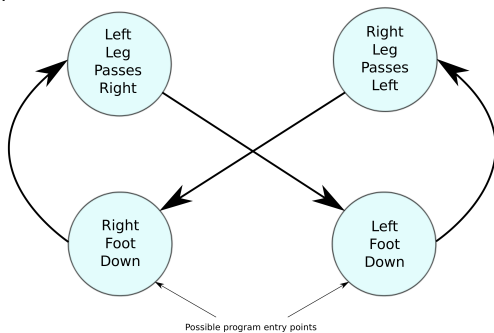 Left
Leg
Passes
Right
Right
Leg
Passes
Left
Right
Foot
Down
Left
Foot
Down
Possible program entry points